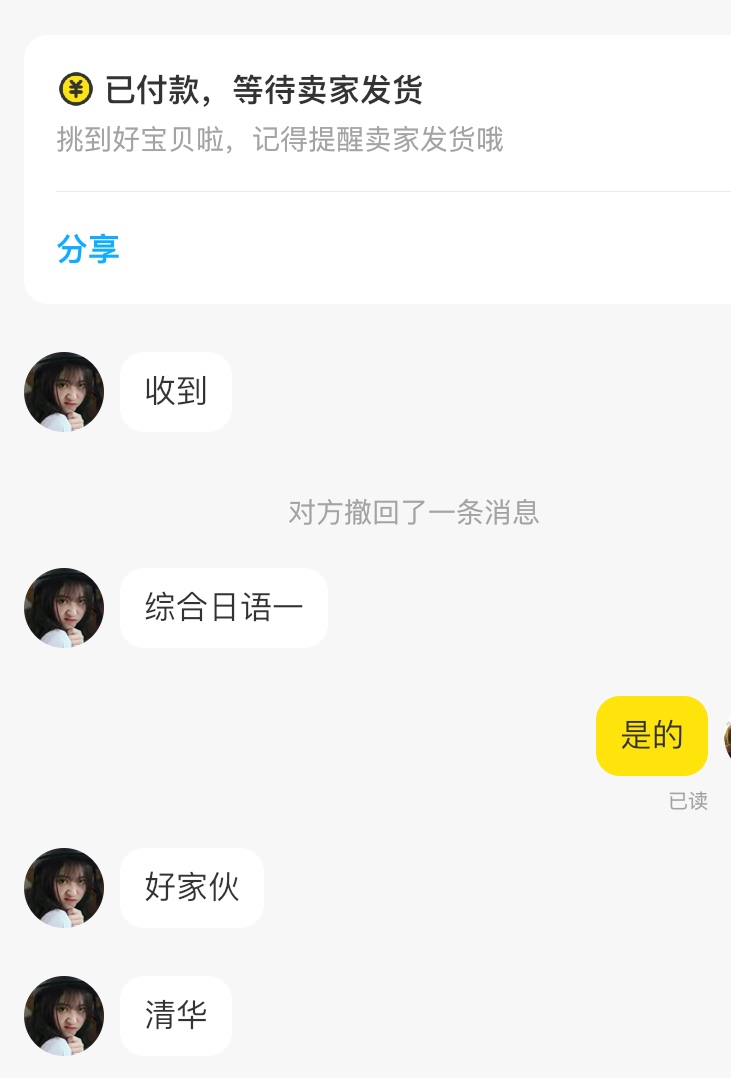 ¥ 已付款，等待卖家发货
挑到好宝贝啦，记得提醒卖家发货哦
分享
收到
对方撤回了一条消息
综合日语一
是的
已读
好家伙
清华